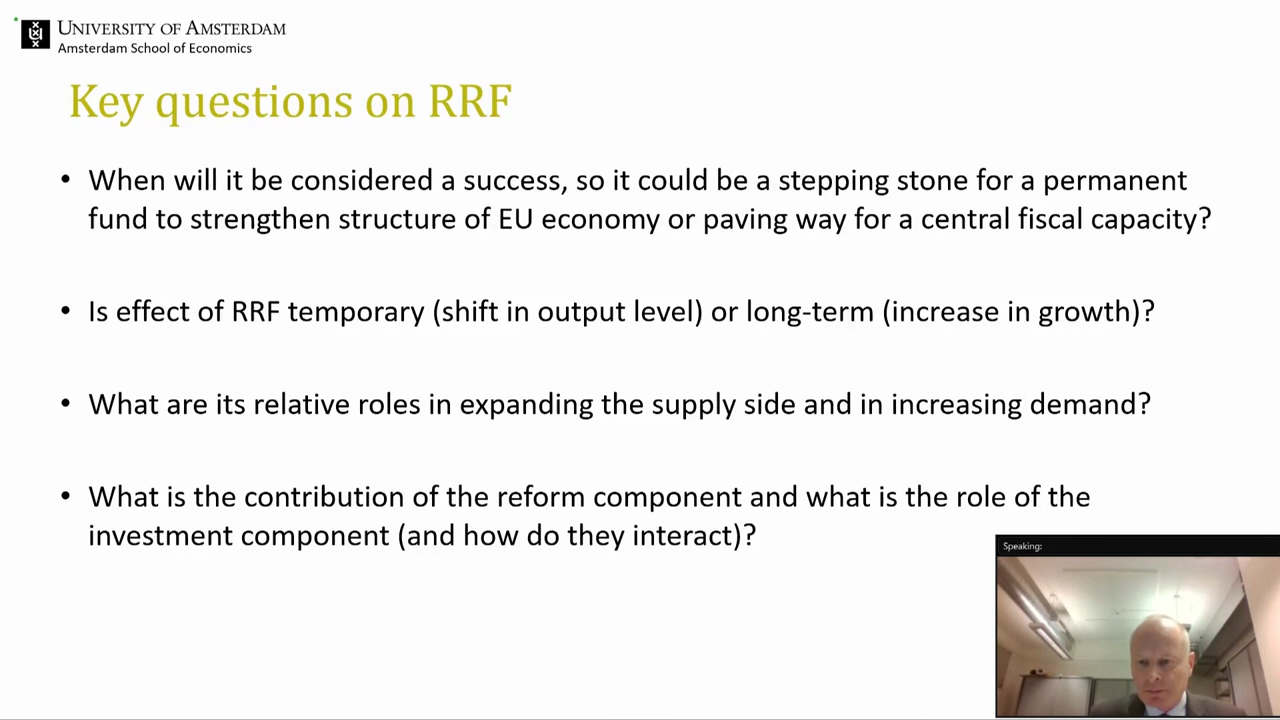 UNIVERSITY OF AMSTERDAM
Amsterdam School of Economics
Key questions on RRF
• When will it be considered a success, so it could be a stepping stone for a permanent
fund to strengthen structure of EU economy or paving way for a central fiscal capacity?
• Is effect of RRF temporary (shift in output level) or long-term (increase in growth)?
• What are its relative roles in expanding the supply side and in increasing demand?
• What is the contribution of the reform component and what is the role of the
investment component (and how do they interact)?
Speaking: